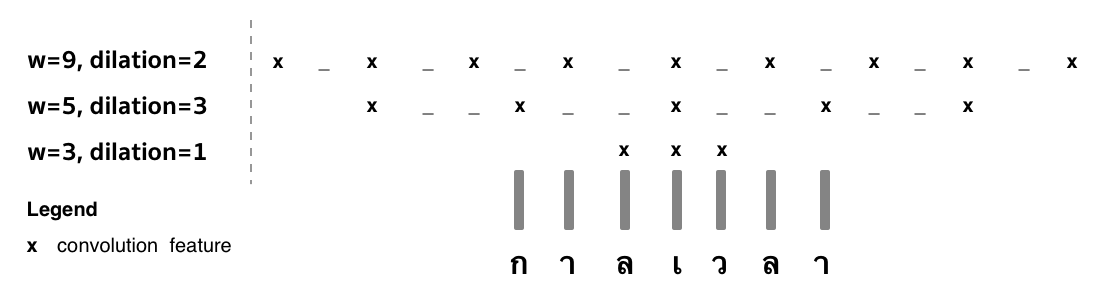 w=9, dilation=2 x _ x _ x _ x _ x _ x _ x _ x _ x
w=5, dilation=3 x _ _ x _ _ x _ _ x _ _ x
w=3, dilation=1 x x x
Legend
x convolution feature
ก า ล เ ว ล า